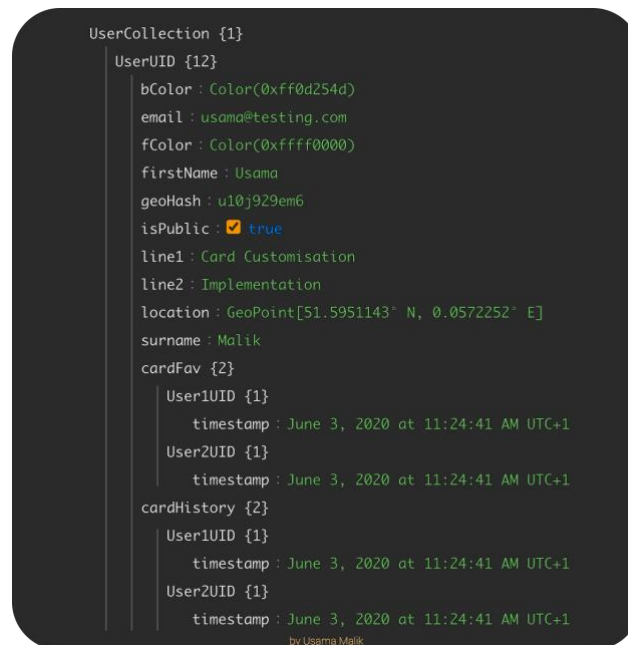 UserCollection {1}
UserUID {12}
bColor : Color(0xff0d254d)
email : usama@testing.com
fColor : Color(0xffff0000)
firstName : Usama
geoHash : u10j929em6
isPublic : true
line1 : Card Customisation
line2 : Implementation
location : GeoPoint[51.5951143° N, 0.0572252° E]
surname : Malik
cardFav {2}
User1UID {1}
timestamp : June 3, 2020 at 11:24:41 AM UTC+1
User2UID {1}
timestamp : June 3, 2020 at 11:24:41 AM UTC+1
cardHistory {2}
User1UID {1}
timestamp : June 3, 2020 at 11:24:41 AM UTC+1
User2UID {1}
timestamp : June 3, 2020 at 11:24:41 AM UTC+1
by Usama Malik